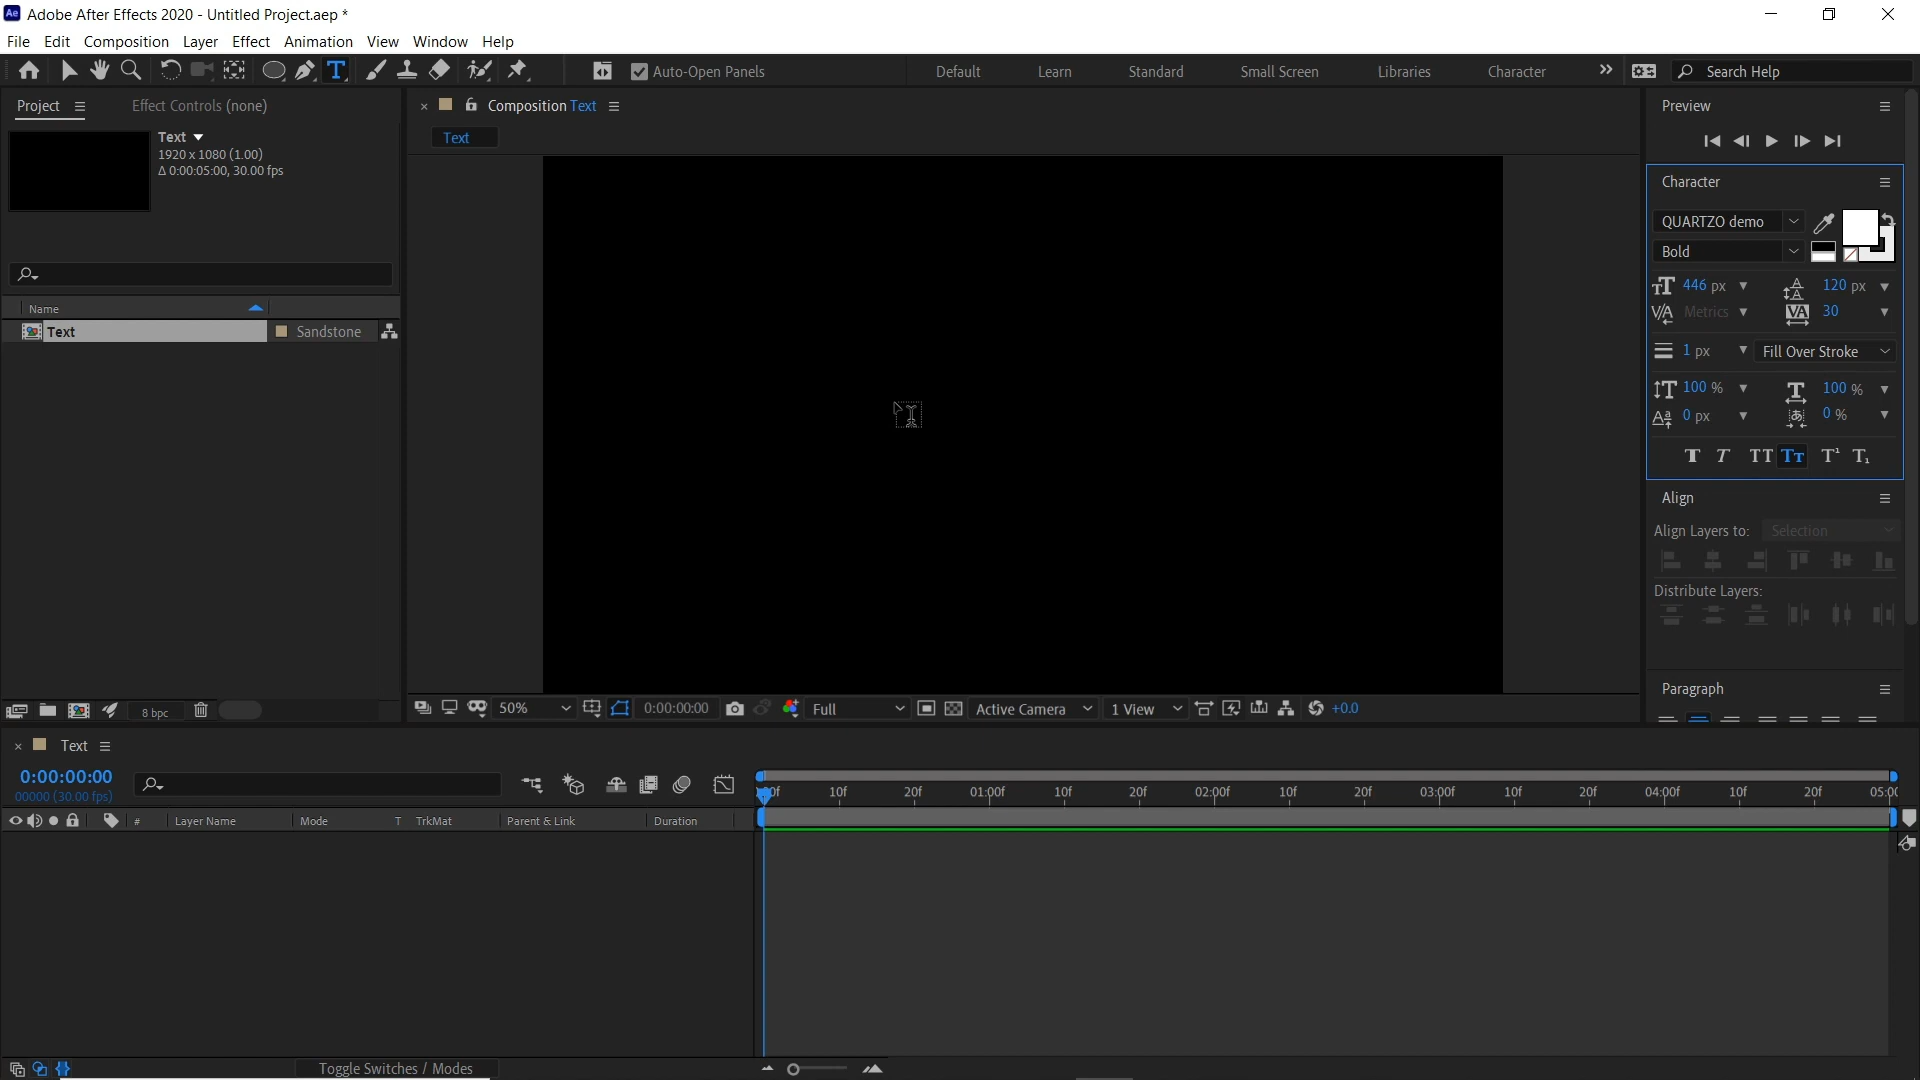 Adobe After Effects 2020 - Untitled Project.aep *
File Edit Composition Layer Effect Animation View Window Help
Auto-Open Panels
Default Learn Standard Small Screen Libraries Character
Search Help
Project
Effect Controls (none)
Text
1920 x 1080 (1.00)
Δ 0:00:05:00, 30.00 fps
Name
Text Sandstone
8 bpc
Composition Text
Text
50% 0:00:00:00 Full Active Camera 1 View +0.0
Preview
Character
QUARTZO demo
Bold
446 px 120 px
Metrics 30
1 px Fill Over Stroke
100 % 100 %
0 px 0 %
Align
Align Layers to: Selection
Distribute Layers:
Paragraph
Text
0:00:00:00
00000 (30.00 fps)
# Layer Name Mode T TrkMat Parent & Link Duration
10f 20f 01:00f 10f 20f 02:00f 10f 20f 03:00f 10f 20f 04:00f 10f 20f
Toggle Switches / Modes